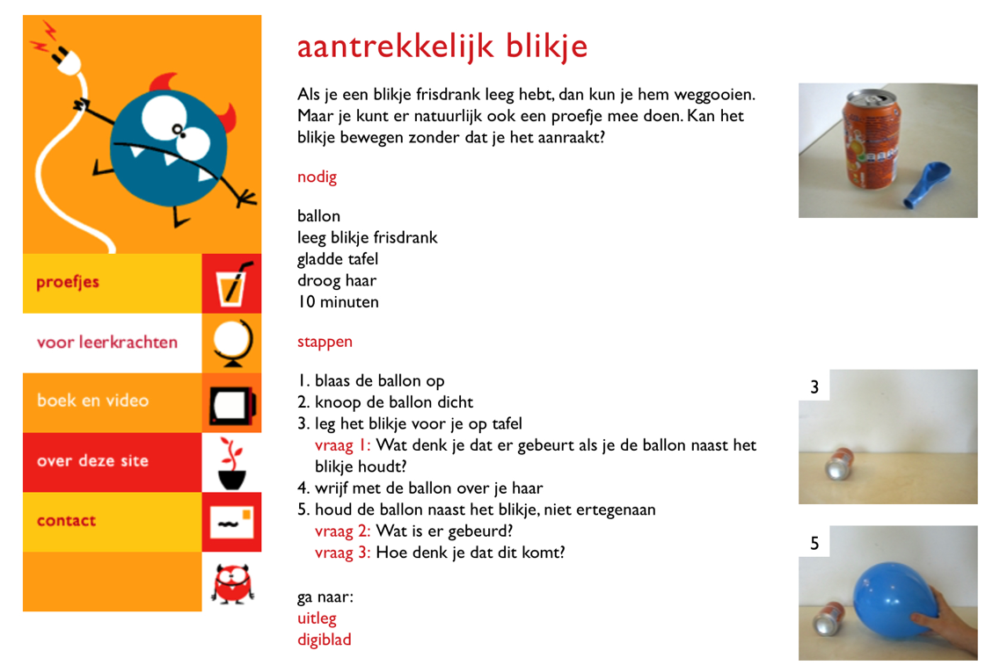 aantrekkelijk blikje
Als je een blikje frisdrank leeg hebt, dan kun je hem weggooien.
Maar je kunt er natuurlijk ook een proefje mee doen. Kan het
blikje bewegen zonder dat je het aanraakt?
nodig
ballon
leeg blikje frisdrank
gladde tafel
droog haar
10 minuten
stappen
1. blaas de ballon op
2. knoop de ballon dicht
3. leg het blikje voor je op tafel
vraag 1: Wat denk je dat er gebeurt als je de ballon naast het
blikje houdt?
4. wrijf met de ballon over je haar
5. houd de ballon naast het blikje, niet ertegenaan
vraag 2: Wat is er gebeurd?
vraag 3: Hoe denk je dat dit komt?
ga naar:
uitleg
digiblad
proefjes
voor leerkrachten
boek en video
over deze site
contact
3
5